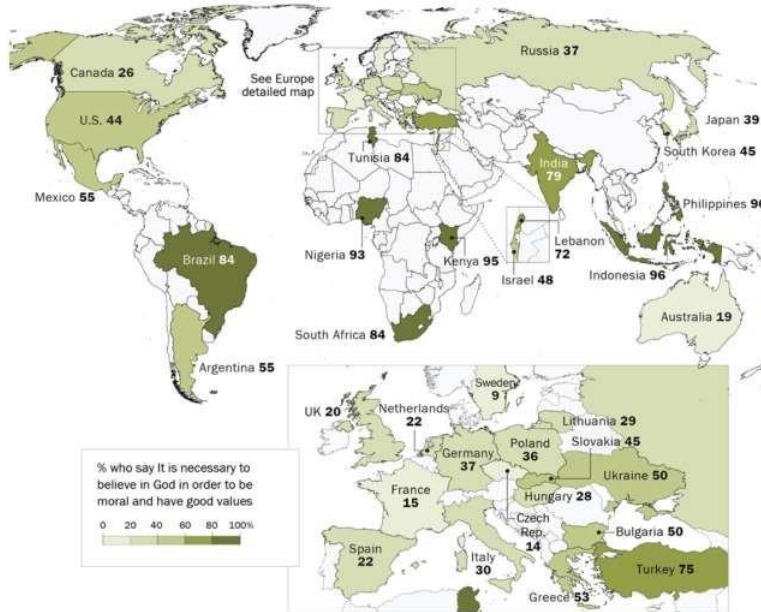 Russia 37
Canada 26
See Europe
detailed map
U.S. 44
Japan 39
Tunisia 84
South Korea 45
India
79
Mexico 55
Philippines 96
Lebanon
72
Nigeria 93
Kenya 95
Brazil 84
Israel 48
Indonesia 96
Australia 19
South Africa 84
Argentina 55
Sweden
9
Netherlands
22
UK 20
Lithuania 29
Slovakia 45
Poland
36
Germany
37
% who say It is necessary to
believe in God in order to be
moral and have good values
0 20 40 60 80 100%
Ukraine 50
France
15
Hungary 28
Czech
Rep.
14
Bulgaria 50
Spain
22
Italy
30
Turkey 75
Greece 53